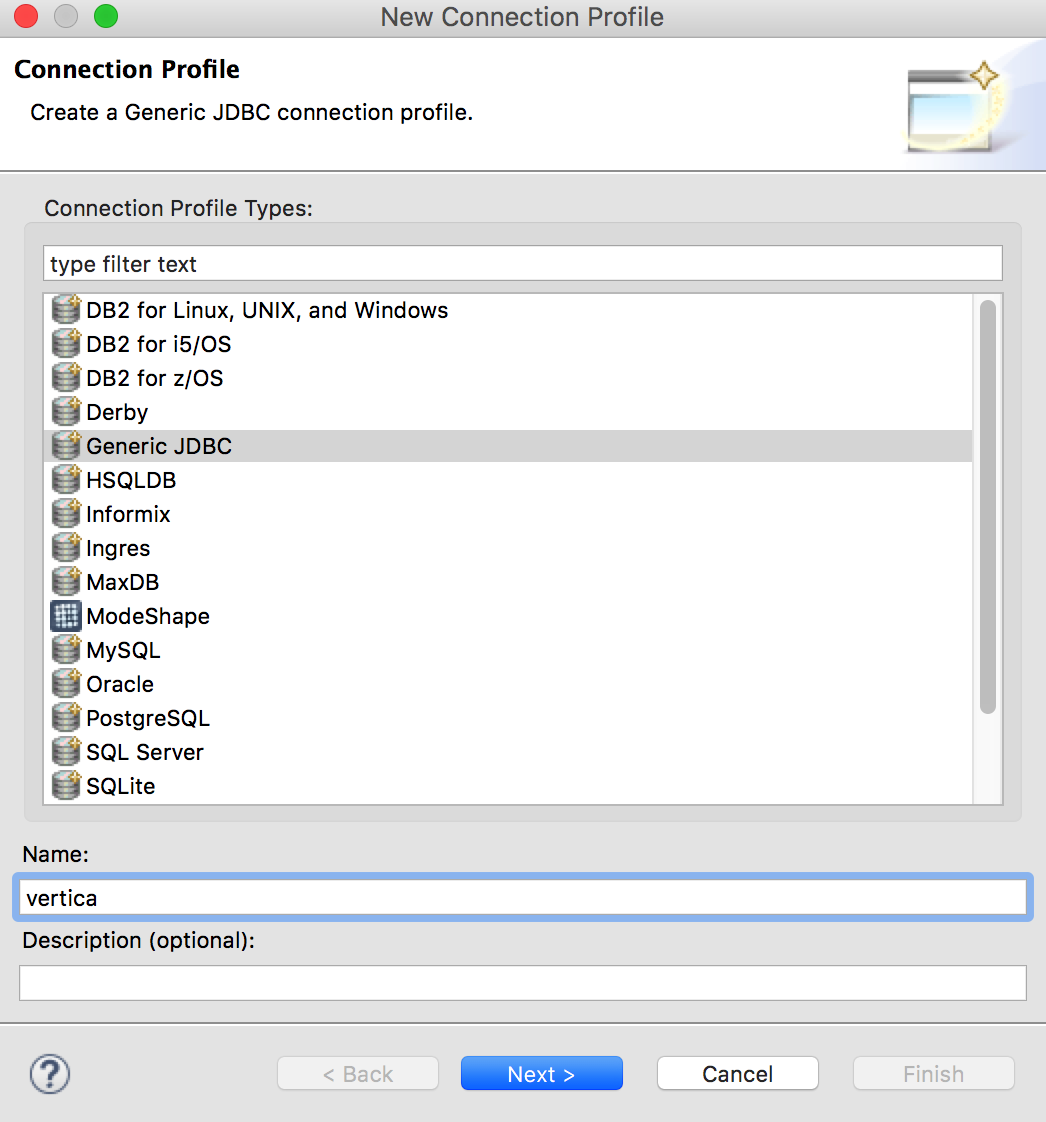 New Connection Profile
Connection Profile
Create a Generic JDBC connection profile.
Connection Profile Types:
type filter text
DB2 for Linux, UNIX, and Windows
DB2 for i5/OS
DB2 for z/OS
Derby
Generic JDBC
HSQLDB
Informix
Ingres
MaxDB
ModeShape
MySQL
Oracle
PostgreSQL
SQL Server
SQLite
Name:
vertica
Description (optional):
? < Back Next > Cancel Finish